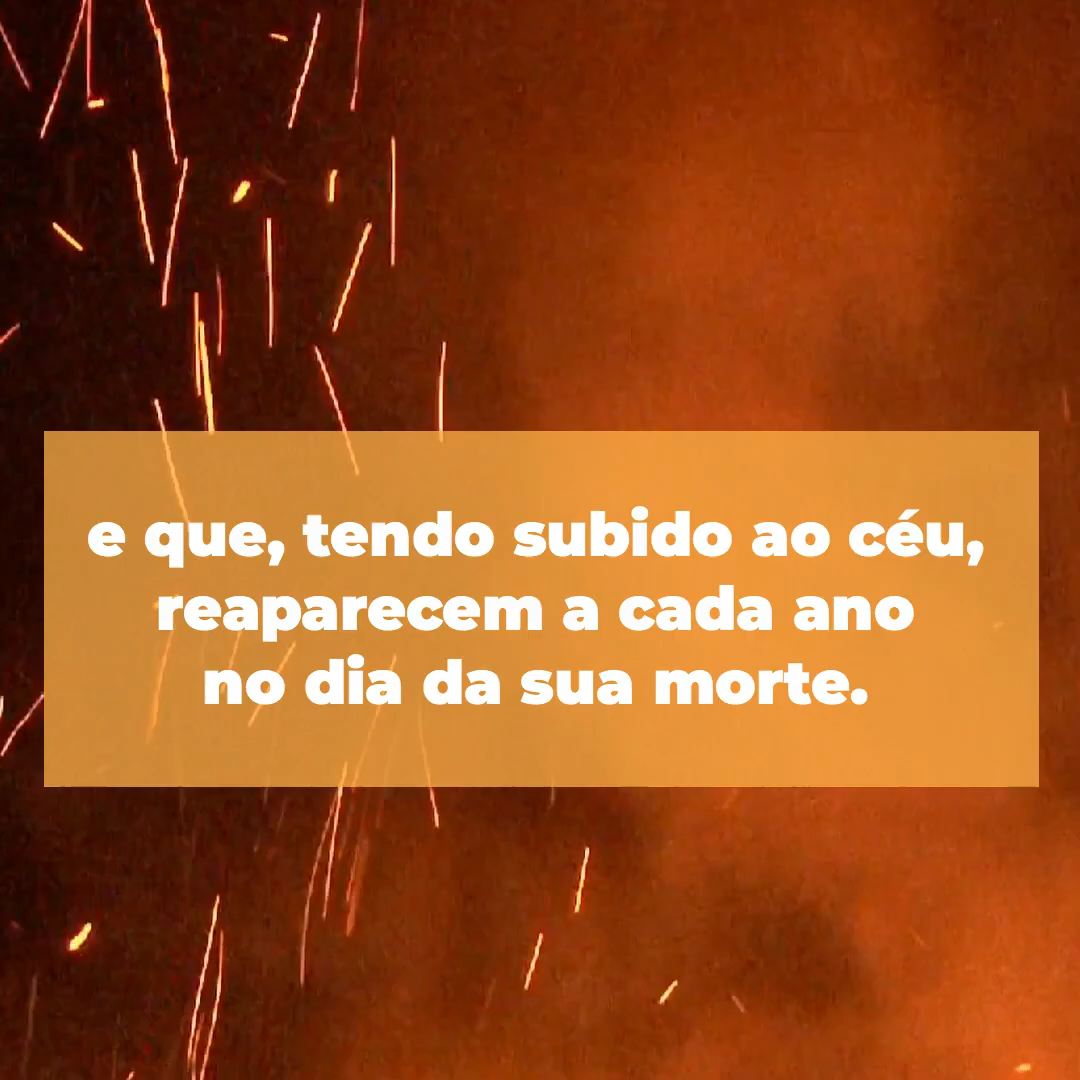 e que, tendo subido ao céu,
reaparecem a cada ano
no dia da sua morte.